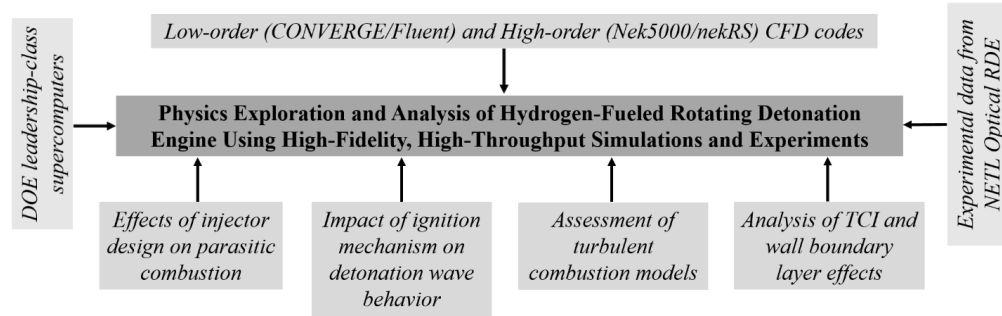 Low-order (CONVERGE/Fluent) and High-order (Nek5000/nekRS) CFD codes
DOE leadership-class
supercomputers
Physics Exploration and Analysis of Hydrogen-Fueled Rotating Detonation
Engine Using High-Fidelity, High-Throughput Simulations and Experiments
Experimental data from
NETL Optical RDE
Effects of injector
design on parasitic
combustion
Impact of ignition
mechanism on
detonation wave
behavior
Assessment of
turbulent
combustion models
Analysis of TCI and
wall boundary
layer effects